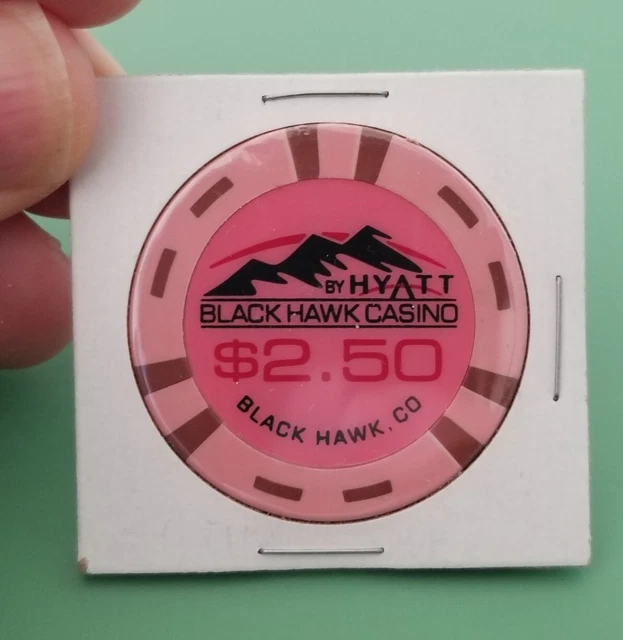 BY HYATT
BLACK HAWK CASINO
$2.50
BLACK HAWK, CO